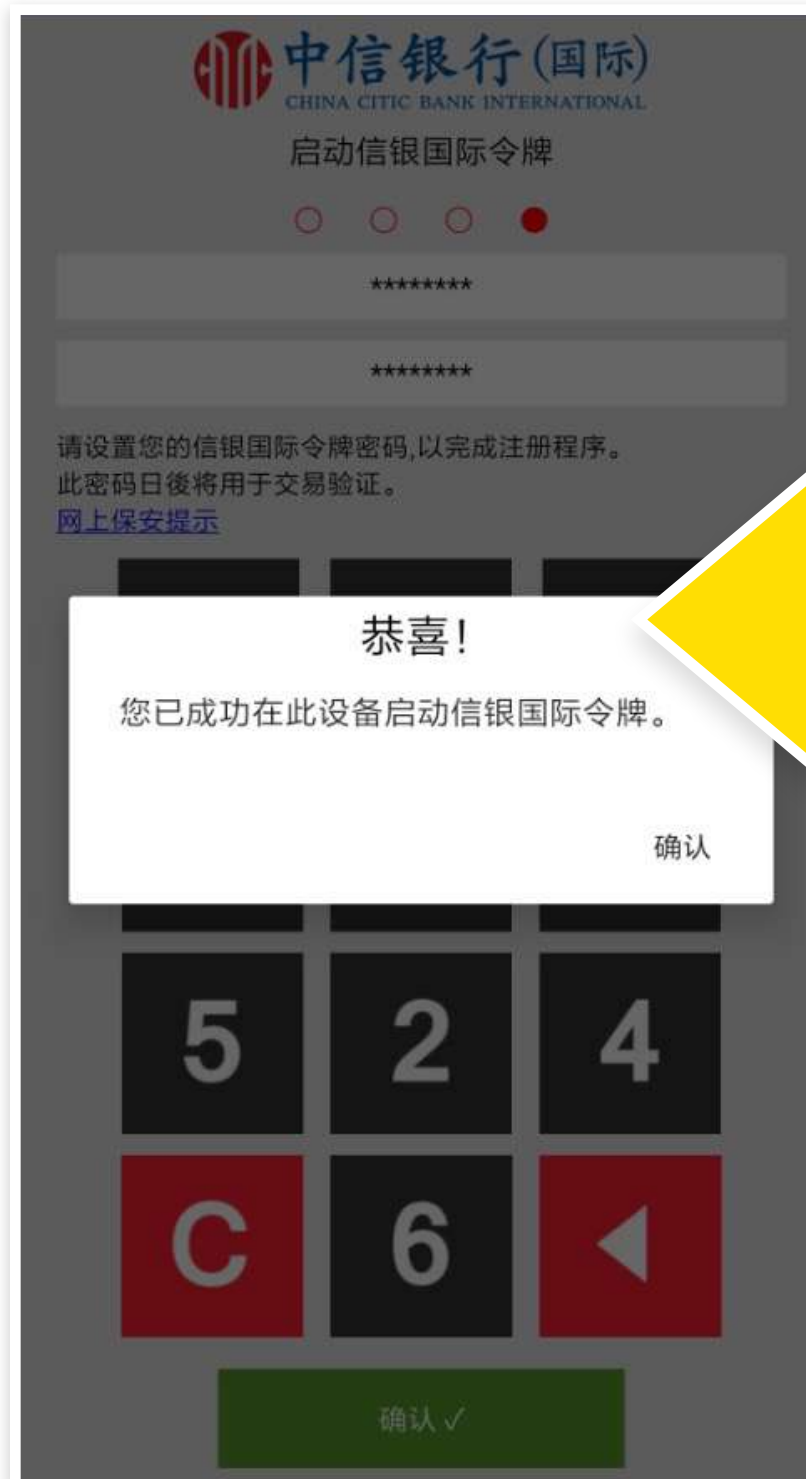 中信银行(国际)
CHINA CITIC BANK INTERNATIONAL
启动信银国际令牌
********
********
请设置您的信银国际令牌密码,以完成注册程序。
此密码日後将用于交易验证。
网上保安提示
恭喜!
您已成功在此设备启动信银国际令牌。
确认
5 2 4
C 6
确认 ✓